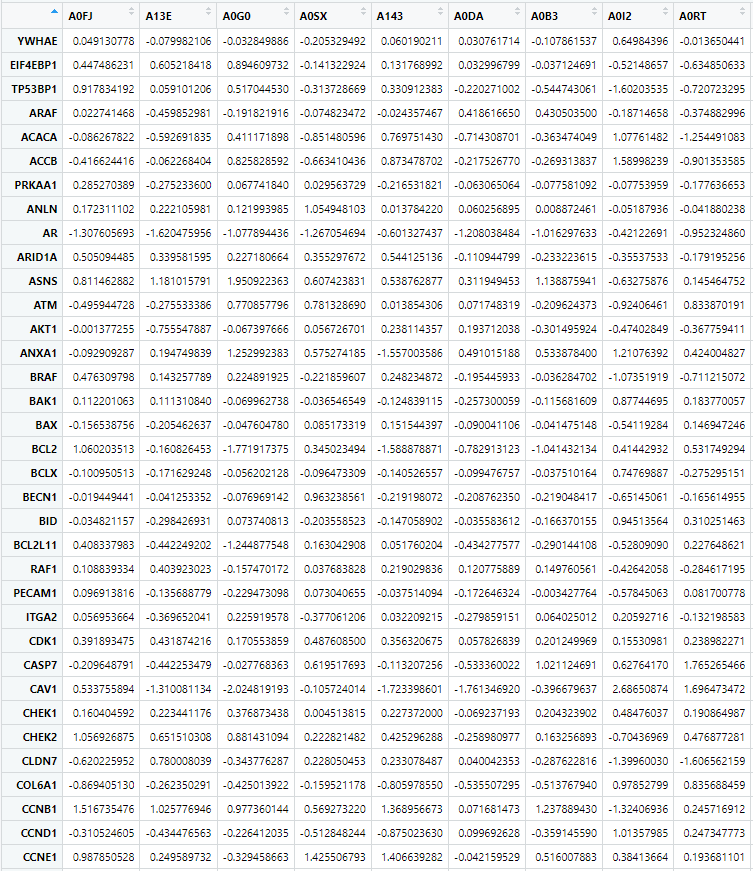 A0FJ A13E A0G0 A0SX A143 A0DA A0B3 A0I2 A0RT
YWHAE 0.049130778 -0.079982106 -0.032849886 -0.205329492 0.060190211 0.030761714 -0.107861537 0.64984396 -0.013650441
EIF4EBP1 0.447486231 0.605218418 0.894609732 -0.141322924 0.131768992 0.032996799 -0.037124691 -0.52148657 -0.634850633
TP53BP1 0.917834192 0.059101206 0.517044530 -0.313728669 0.330912383 -0.220271002 -0.544743061 -1.60203535 -0.720723295
ARAF 0.022741468 -0.459852981 -0.191821916 -0.074823472 -0.024357467 0.418616650 0.430503500 -0.18714658 -0.374882996
ACACA -0.086267822 -0.592691835 0.411171898 -0.851480596 0.769751430 -0.714308701 -0.363474049 1.07761482 -1.254491083
ACCB -0.416624416 -0.062268404 0.825828592 -0.663410436 0.873478702 -0.217526770 -0.269313837 1.58998239 -0.901353585
PRKAA1 0.285270389 -0.275233600 0.067741840 0.029563729 -0.216531821 -0.063065064 -0.077581092 -0.07753959 -0.177636653
ANLN 0.172311102 0.222105981 0.121993985 1.054948103 0.013784220 0.060256895 0.008872461 -0.05187936 -0.041880238
AR -1.307605693 -1.620475956 -1.077894436 -1.267054694 -0.601327437 -1.208038484 -1.016297633 -0.42122691 -0.952324860
ARID1A 0.505094485 0.339581595 0.227180664 0.355297672 0.544125136 -0.110944799 -0.233223615 -0.35537533 -0.179195256
ASNS 0.811462882 1.181015791 1.950922363 0.607423831 0.538762877 0.311949453 1.138875941 -0.63275876 0.145464752
ATM -0.495944728 -0.275533386 0.770857796 0.781328690 0.013854306 0.071748319 -0.209624373 -0.92406461 0.833870191
AKT1 -0.001377255 -0.755547887 -0.067397666 0.056726701 0.238114357 0.193712038 -0.301495924 -0.47402849 -0.367759411
ANXA1 -0.092909287 0.194749839 1.252992383 0.575274185 -1.557003586 0.491015188 0.533878400 1.21076392 0.424004827
BRAF 0.476309798 0.143257789 0.224891925 -0.221859607 0.248234872 -0.195445933 -0.036284702 -1.07351919 -0.711215072
BAK1 0.112201063 0.111310840 -0.069962738 -0.036546549 -0.124839115 -0.257300059 -0.115681609 0.87744695 0.183770057
BAX -0.156538756 -0.205462637 -0.047604780 0.085173319 0.151544397 -0.090041106 -0.041475148 -0.54119284 0.146947246
BCL2 1.060203513 -0.160826453 -1.771917375 0.345023494 -1.588878871 -0.782913123 -1.041432134 0.41442932 0.531749294
BCLX -0.100950513 -0.171629248 -0.056202128 -0.096473309 -0.140526557 -0.099476757 -0.037510164 0.74769887 -0.275295151
BECN1 -0.019449441 -0.041253352 -0.076969142 0.963238561 -0.219198072 -0.208762350 -0.219048417 -0.65145061 -0.165614955
BID -0.034821157 -0.298426931 0.073740813 -0.203558523 -0.147058902 -0.035583612 -0.166370155 0.94513564 0.310251463
BCL2L11 0.408337983 -0.442249202 -1.244877548 0.163042908 0.051760204 -0.434277577 -0.290144108 -0.52809090 0.227648621
RAF1 0.108839334 0.403923023 -0.157470172 0.037683828 0.219029836 0.120775889 0.149760561 -0.42642058 -0.284617195
PECAM1 0.096913816 -0.135688779 -0.229473098 0.073040655 -0.037514094 -0.172646324 -0.003427764 -0.57845063 0.081700778
ITGA2 0.056953664 -0.369652041 0.225919578 -0.377061206 0.032209215 -0.279859151 0.064025012 0.20592716 -0.132198583
CDK1 0.391893475 0.431874216 0.170553859 0.487608500 0.356320675 0.057826839 0.201249969 0.15530981 0.238982271
CASP7 -0.209648791 -0.442253479 -0.027768363 0.619517693 -0.113207256 -0.533360022 1.021124691 0.62764170 1.765265466
CAV1 0.533755894 -1.310081134 -2.024819193 -0.105724014 -1.723398601 -1.761346920 -0.396679637 2.68650874 1.696473472
CHEK1 0.160404592 0.223441176 0.376873438 0.004513815 0.227372000 -0.069237193 0.204323902 0.48476037 0.190864987
CHEK2 1.056926875 0.651510308 0.881431094 0.222821482 0.425296288 -0.258980977 0.163256893 -0.70436969 0.476877281
CLDN7 -0.620225952 0.780008039 -0.343776287 0.228050453 0.233078487 0.040042353 -0.287622816 -1.39960030 -1.606562159
COL6A1 -0.869405130 -0.262350291 -0.425013922 -0.159521178 -0.805978550 -0.535507295 -0.513767940 0.97852799 0.835688459
CCNB1 1.516735476 1.025776946 0.977360144 0.569273220 1.368956673 0.071681473 1.237889430 -1.32406936 0.245716912
CCND1 -0.310524605 -0.434476563 -0.226412035 -0.512848244 -0.875023630 0.099692628 -0.359145590 1.01357985 0.247347773
CCNE1 0.987850528 0.249589732 -0.329458663 1.425506793 1.406639282 -0.042159529 0.516007883 0.38413664 0.193681101